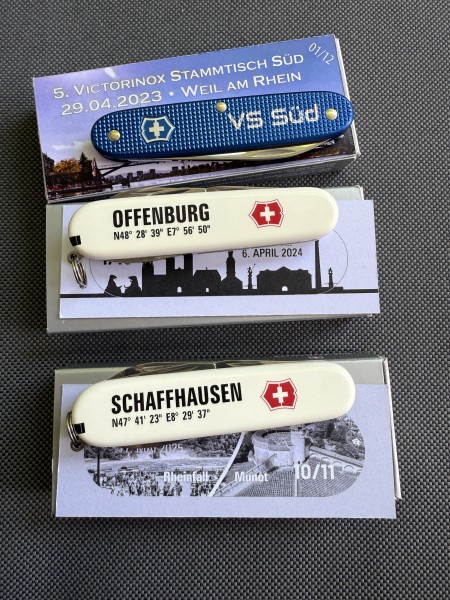 5. VICTORINOX STAMMTISCH SÜD
29.04.2023 • WEIL AM RHEIN
01/12
VS Süd
OFFENBURG
N48° 28' 39" E7° 56' 50"
6. APRIL 2024
SCHAFFHAUSEN
N47° 41' 23" E8° 29' 37"
2025
Rheinfall
Munot
10/11